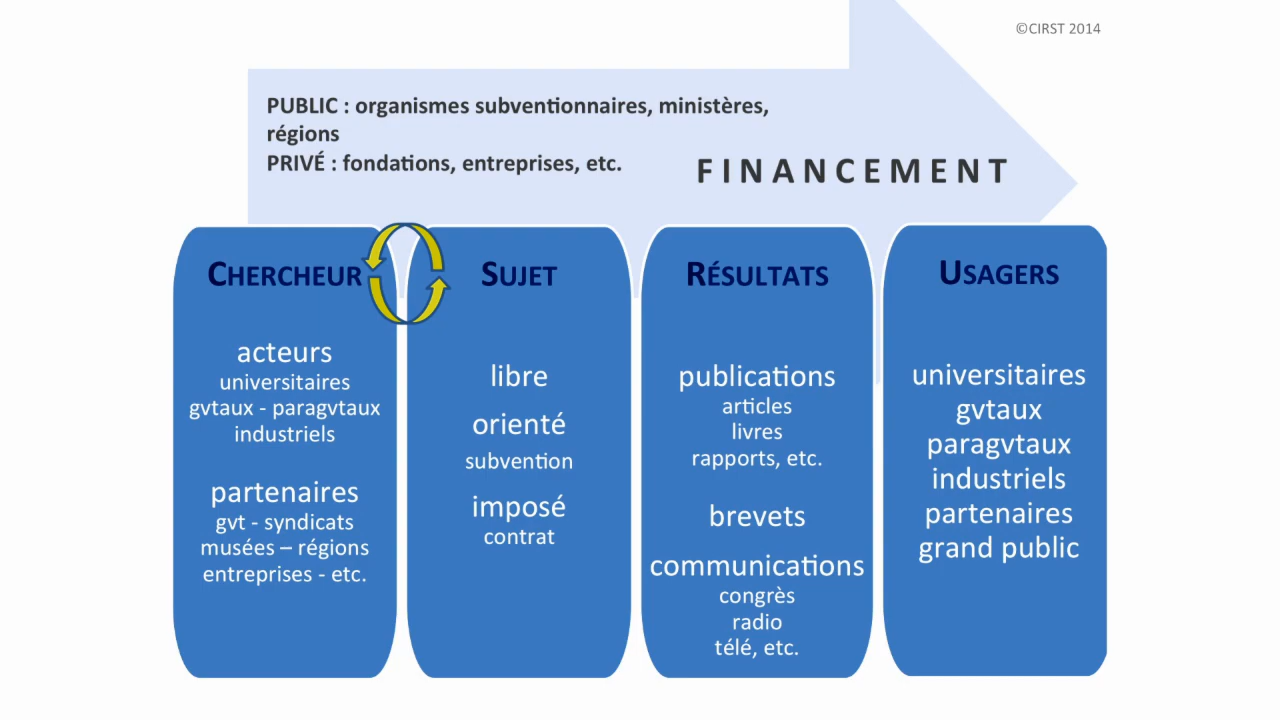 ©CIRST 2014
PUBLIC : organismes subventionnaires, ministères,
régions
PRIVÉ : fondations, entreprises, etc.
FINANCEMENT
CHERCHEUR
acteurs
universitaires
gvtaux - paragvtaux
industriels
partenaires
gvt - syndicats
musées – régions
entreprises - etc.
SUJET
libre
orienté
subvention
imposé
contrat
RÉSULTATS
publications
articles
livres
rapports, etc.
brevets
communications
congrès
radio
télé, etc.
USAGERS
universitaires
gvtaux
paragvtaux
industriels
partenaires
grand public